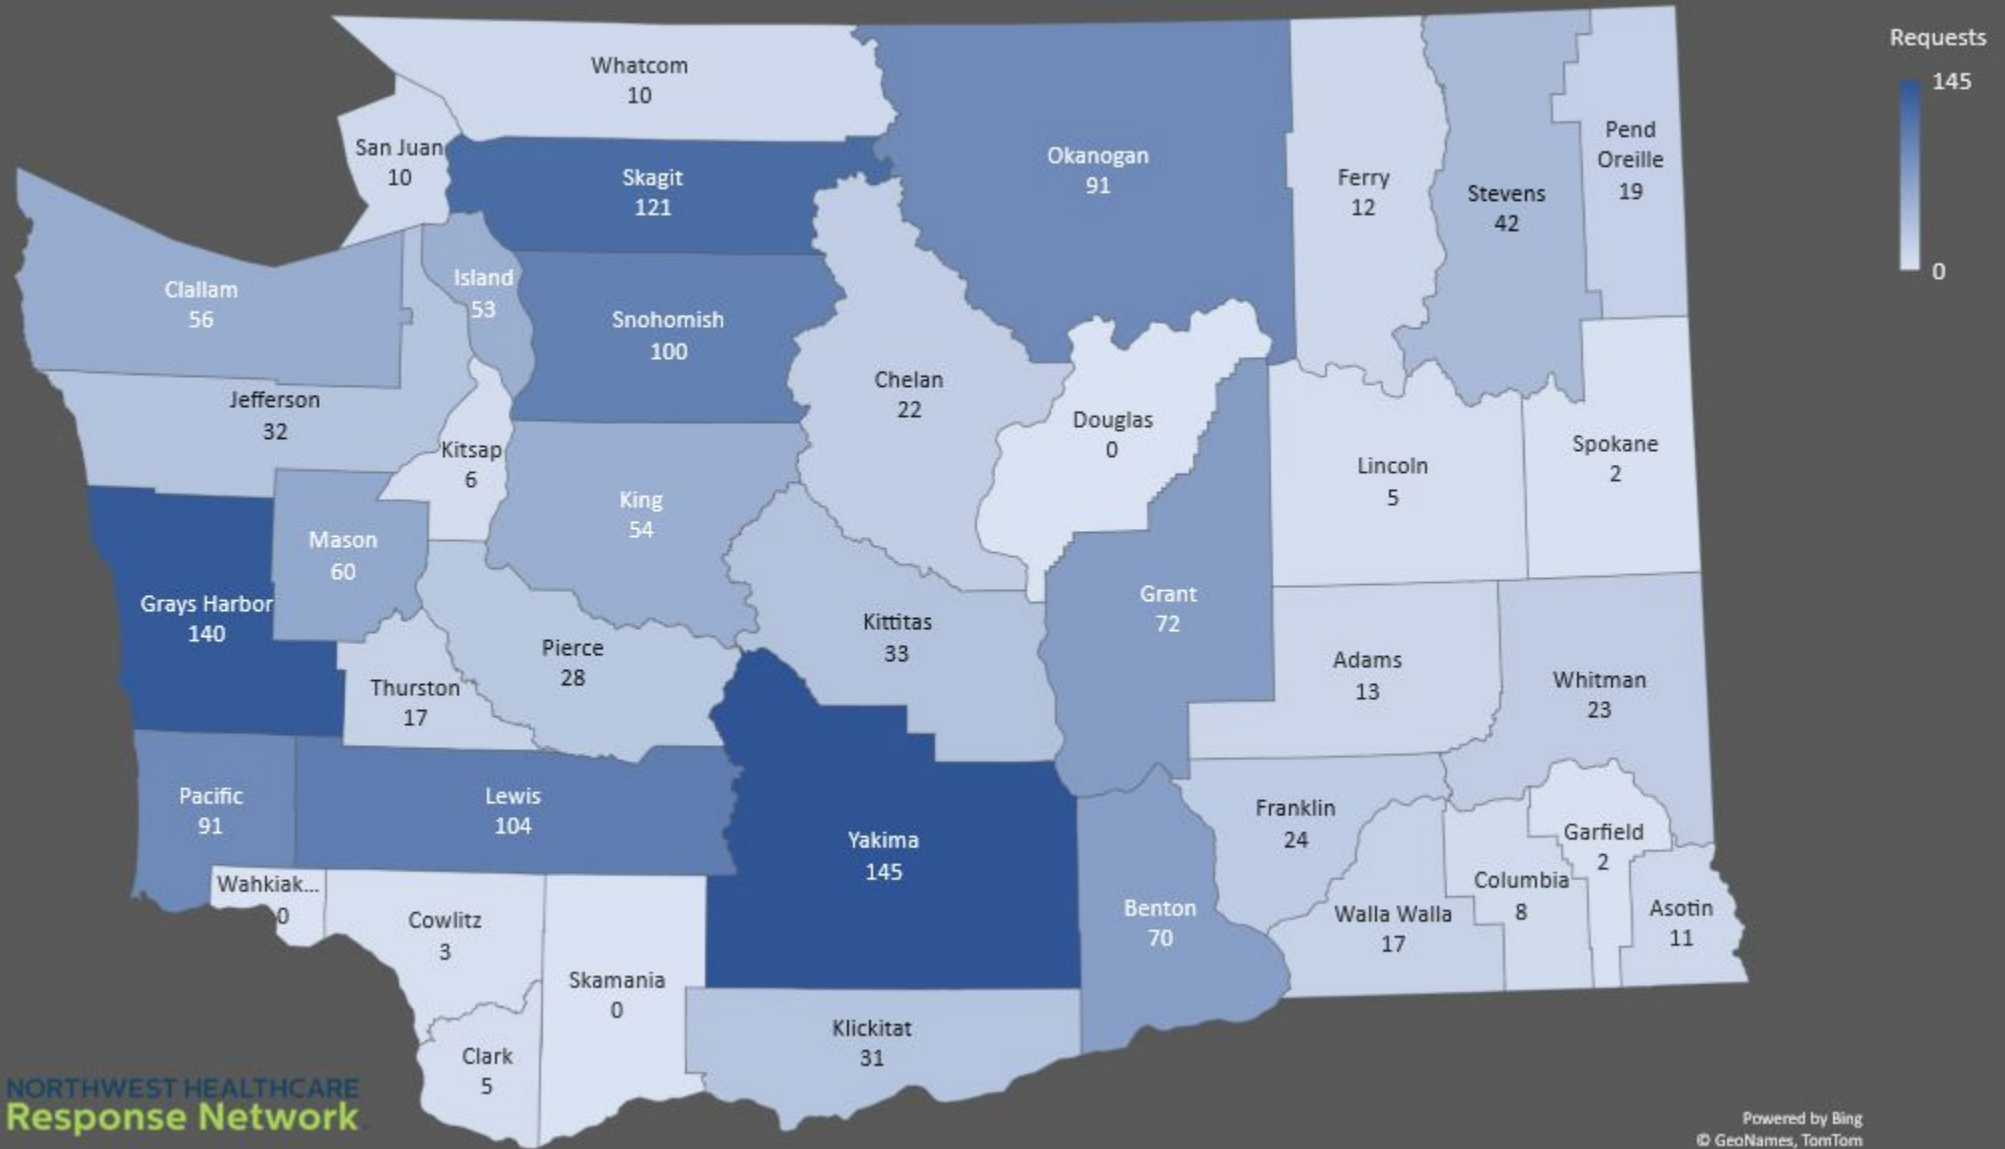 Requests
145
0
Whatcom
10
San Juan
10
Skagit
121
Okanogan
91
Ferry
12
Stevens
42
Pend
Oreille
19
Clallam
56
Island
53
Snohomish
100
Chelan
22
Douglas
0
Jefferson
32
Kitsap
6
King
54
Lincoln
5
Spokane
2
Mason
60
Grays Harbor
140
Thurston
17
Pierce
28
Kittitas
33
Grant
72
Adams
13
Whitman
23
Pacific
91
Lewis
104
Yakima
145
Benton
70
Franklin
24
Walla Walla
17
Columbia
8
Garfield
2
Asotin
11
Wahkiak...
0
Cowlitz
3
Skamania
0
Clark
5
Klickitat
31
NORTHWEST HEALTHCARE
Response Network
Powered by Bing
© GeoNames, TomTom